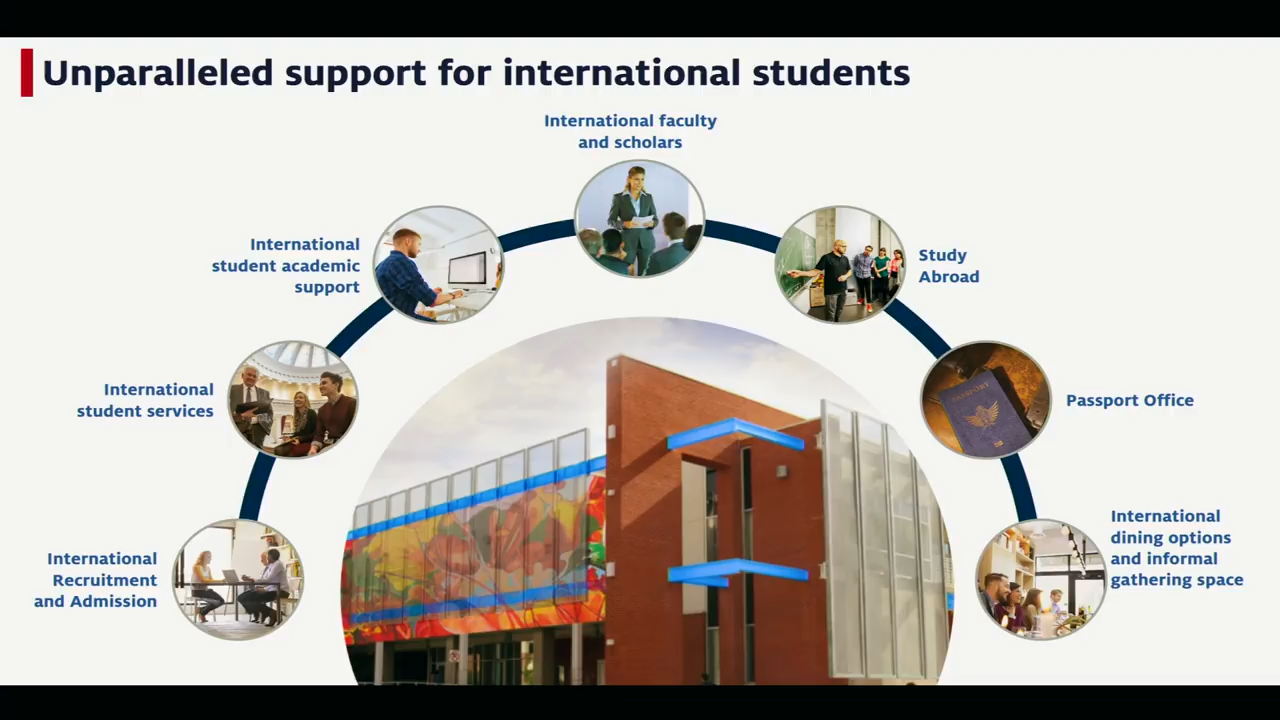 Unparalleled support for international students
International faculty
and scholars
International
student academic
support
Study
Abroad
International
student services
PASSPORT
Passport Office
International
Recruitment
and Admission
International
dining options
and informal
gathering space